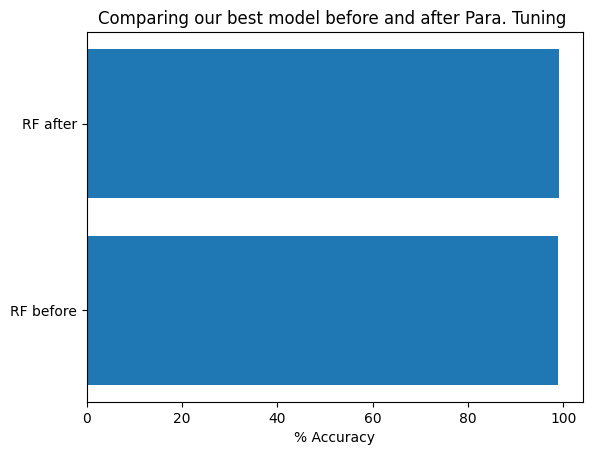 Comparing our best model before and after Para. Tuning
RF after
RF before
0 20 40 60 80 100
% Accuracy